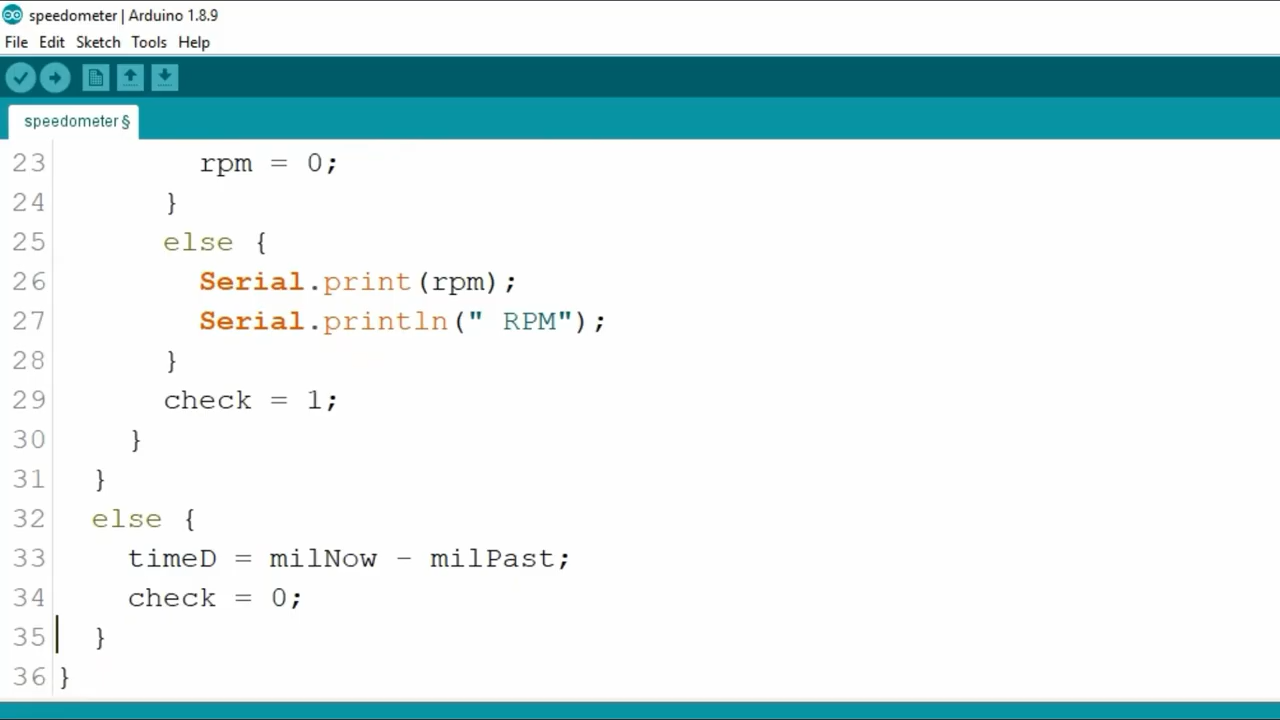 speedometer | Arduino 1.8.9
File Edit Sketch Tools Help
speedometer §
23 rpm = 0;
24 }
25 else {
26 Serial.print(rpm);
27 Serial.println(" RPM");
28 }
29 check = 1;
30 }
31 }
32 else {
33 timeD = milNow - milPast;
34 check = 0;
35 }
36 }